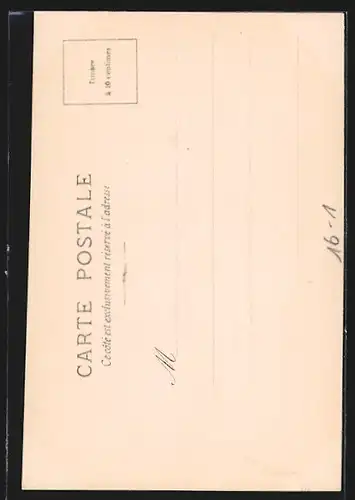 CARTE POSTALE
Ce côté est exclusivement réservé à l'adresse
Timbre
à 10 centimes
M
16-1